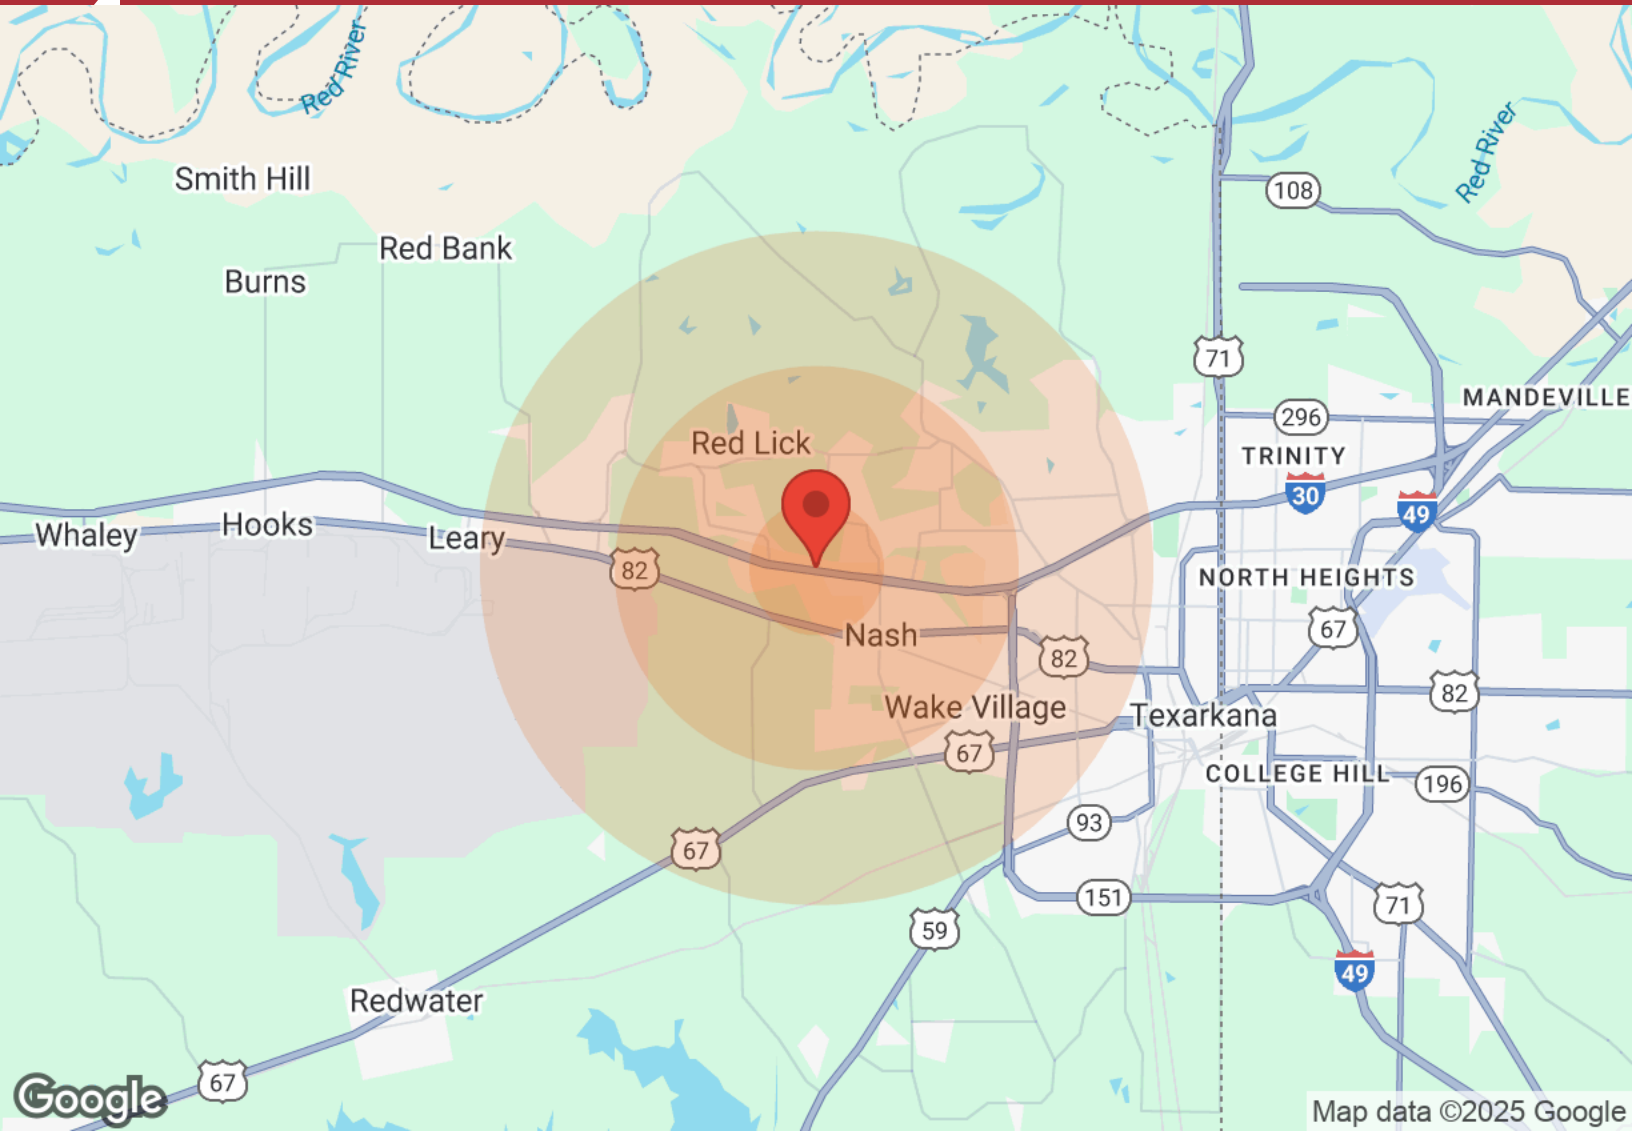 Red River
Red River
Smith Hill
108
Red Bank
Burns
71
MANDEVILLE
296
Red Lick
TRINITY
30
49
Whaley
Hooks
Leary
82
NORTH HEIGHTS
67
Nash
82
82
Wake Village
Texarkana
67
COLLEGE HILL
196
93
67
151
71
59
49
Redwater
67
Google
Map data ©2025 Google